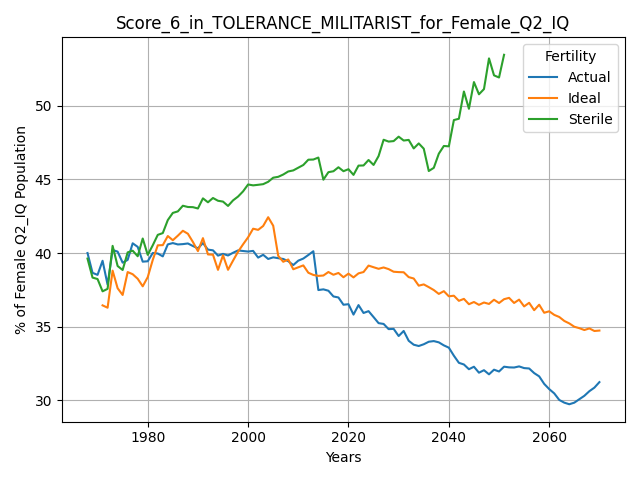 Score_6_in_TOLERANCE_MILITARIST_for_Female_Q2_IQ
% of Female Q2_IQ Population
50
45
40
35
30
1980
2000
2020
2040
2060
Years
Fertility
Actual
Ideal
Sterile